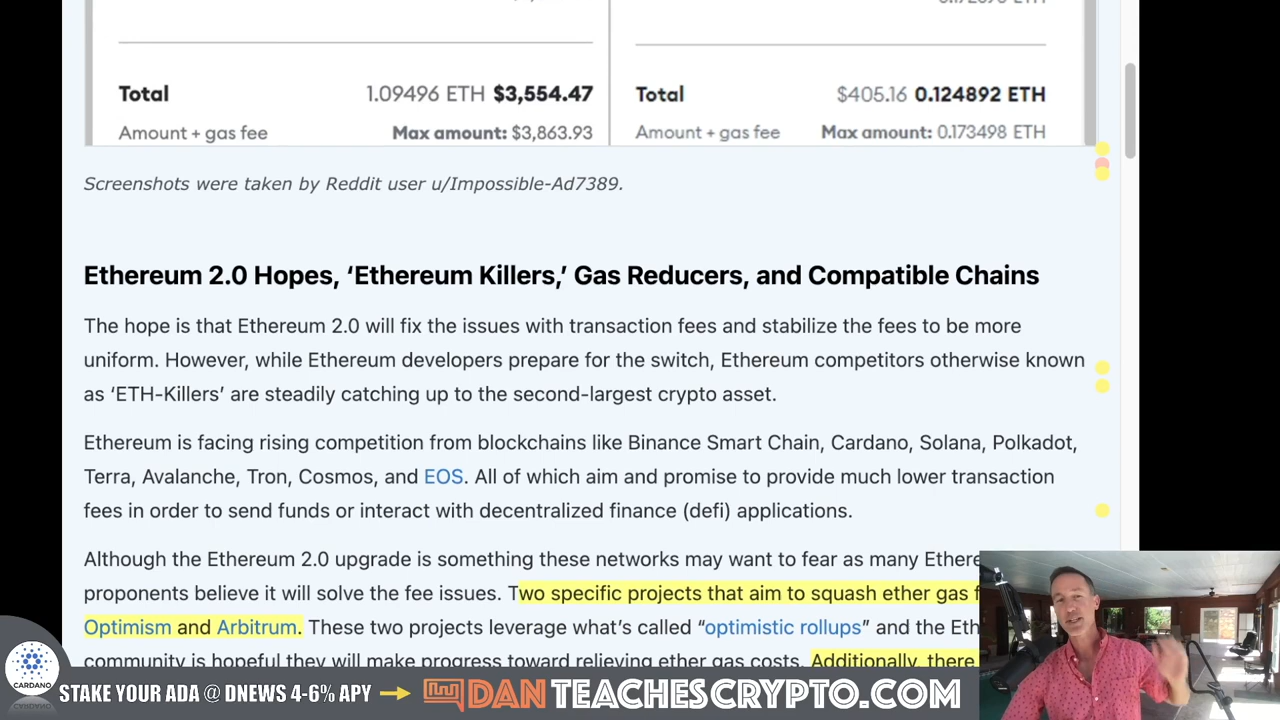 Total 1.09496 ETH $3,554.47
Amount + gas fee Max amount: $3,863.93
Total $405.16 0.124892 ETH
Amount + gas fee Max amount: 0.173498 ETH
Screenshots were taken by Reddit user u/Impossible-Ad7389.
Ethereum 2.0 Hopes, ‘Ethereum Killers,’ Gas Reducers, and Compatible Chains
The hope is that Ethereum 2.0 will fix the issues with transaction fees and stabilize the fees to be more
uniform. However, while Ethereum developers prepare for the switch, Ethereum competitors otherwise known
as ‘ETH-Killers’ are steadily catching up to the second-largest crypto asset.
Ethereum is facing rising competition from blockchains like Binance Smart Chain, Cardano, Solana, Polkadot,
Terra, Avalanche, Tron, Cosmos, and EOS. All of which aim and promise to provide much lower transaction
fees in order to send funds or interact with decentralized finance (defi) applications.
Although the Ethereum 2.0 upgrade is something these networks may want to fear as many Ethere
proponents believe it will solve the fee issues. Two specific projects that aim to squash ether gas f
Optimism and Arbitrum. These two projects leverage what’s called “optimistic rollups” and the Eth
community is hopeful they will make progress toward relieving ether gas costs. Additionally, there
CARDANO
STAKE YOUR ADA @ DNEWS 4-6% APY
DANTEACHESCRYPTO.COM